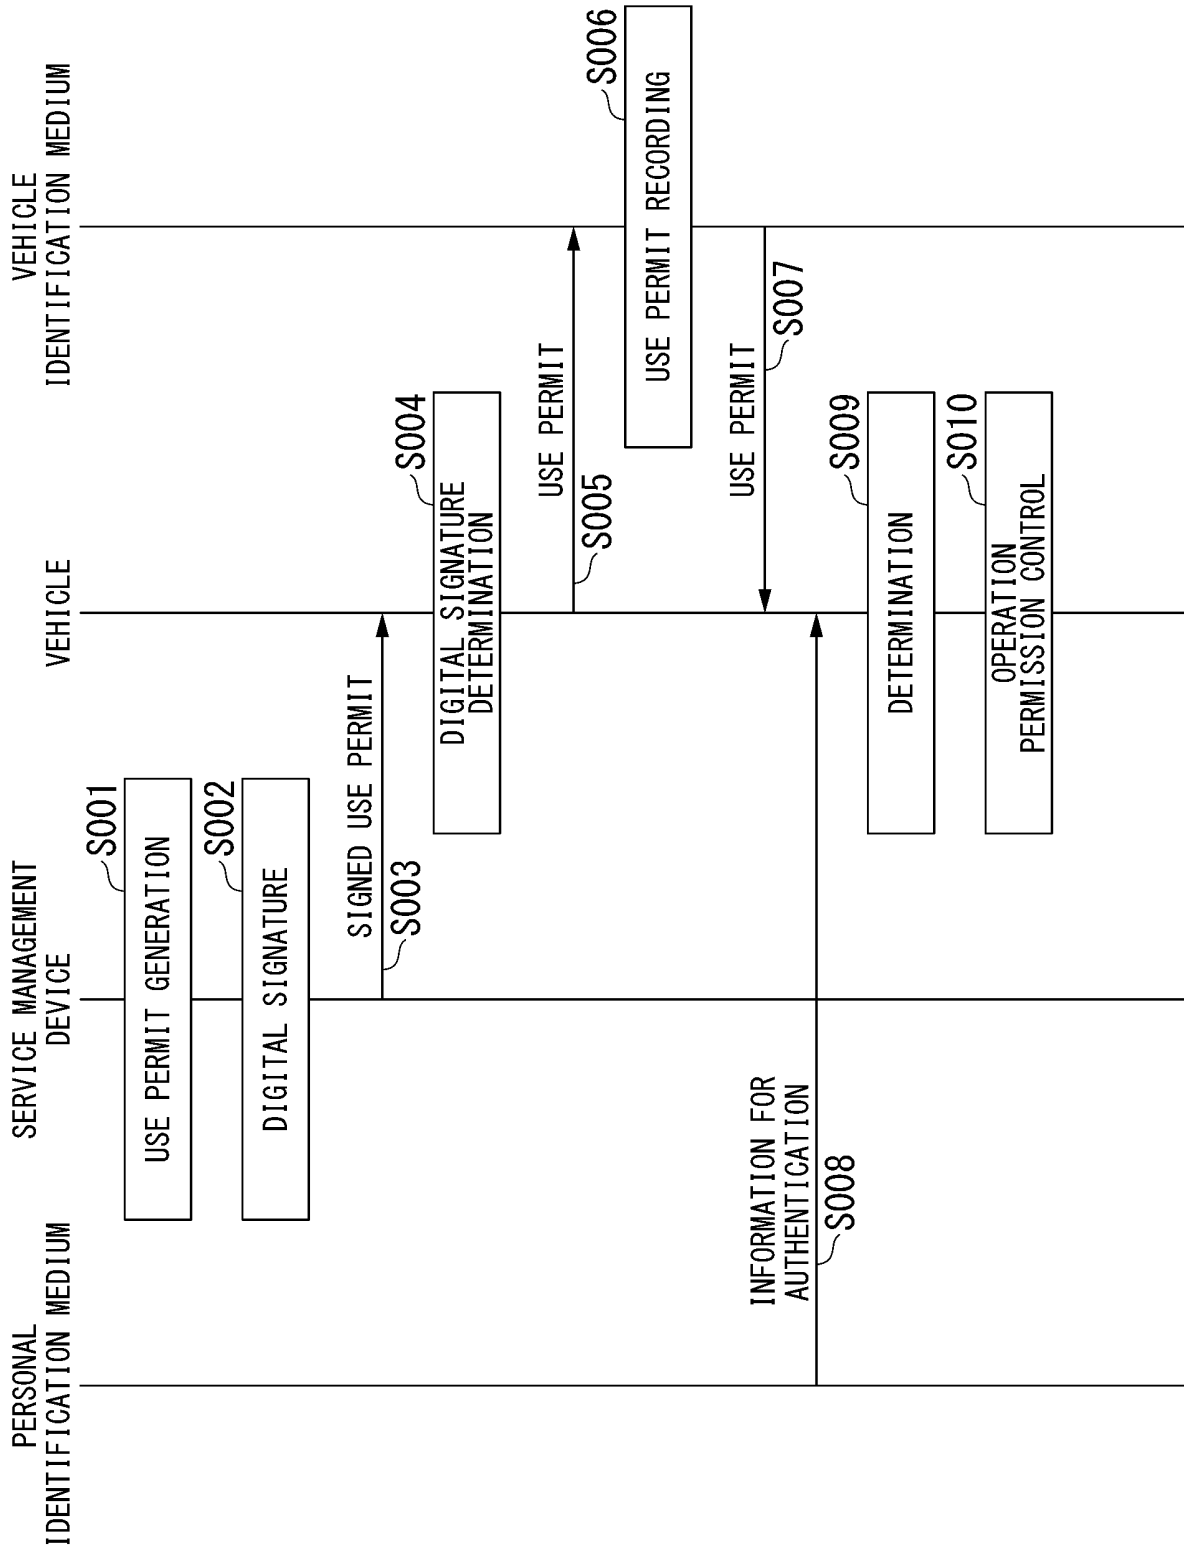 PERSONAL
IDENTIFICATION MEDIUM
SERVICE MANAGEMENT
DEVICE
VEHICLE
VEHICLE
IDENTIFICATION MEDIUM
S001
USE PERMIT GENERATION
S002
DIGITAL SIGNATURE
SIGNED USE PERMIT
S003
S004
DIGITAL SIGNATURE
DETERMINATION
USE PERMIT
S005
S006
USE PERMIT RECORDING
USE PERMIT
S007
INFORMATION FOR
AUTHENTICATION
S008
S009
DETERMINATION
S010
OPERATION
PERMISSION CONTROL